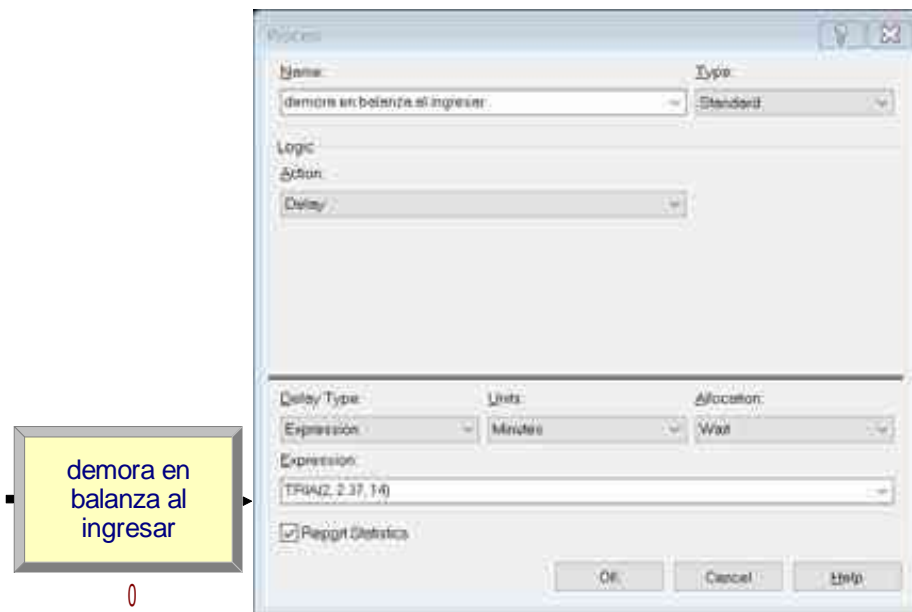 Process
Name:
Type:
demora en balanza al ingresar
Standard
Logic
Action:
Delay
Delay Type:
Units:
Allocation:
Expression
Minutes
Wait
Expression:
TRIA(2, 2.37, 14)
Report Statistics
OK
Cancel
Help
demora en
balanza al
ingresar
0